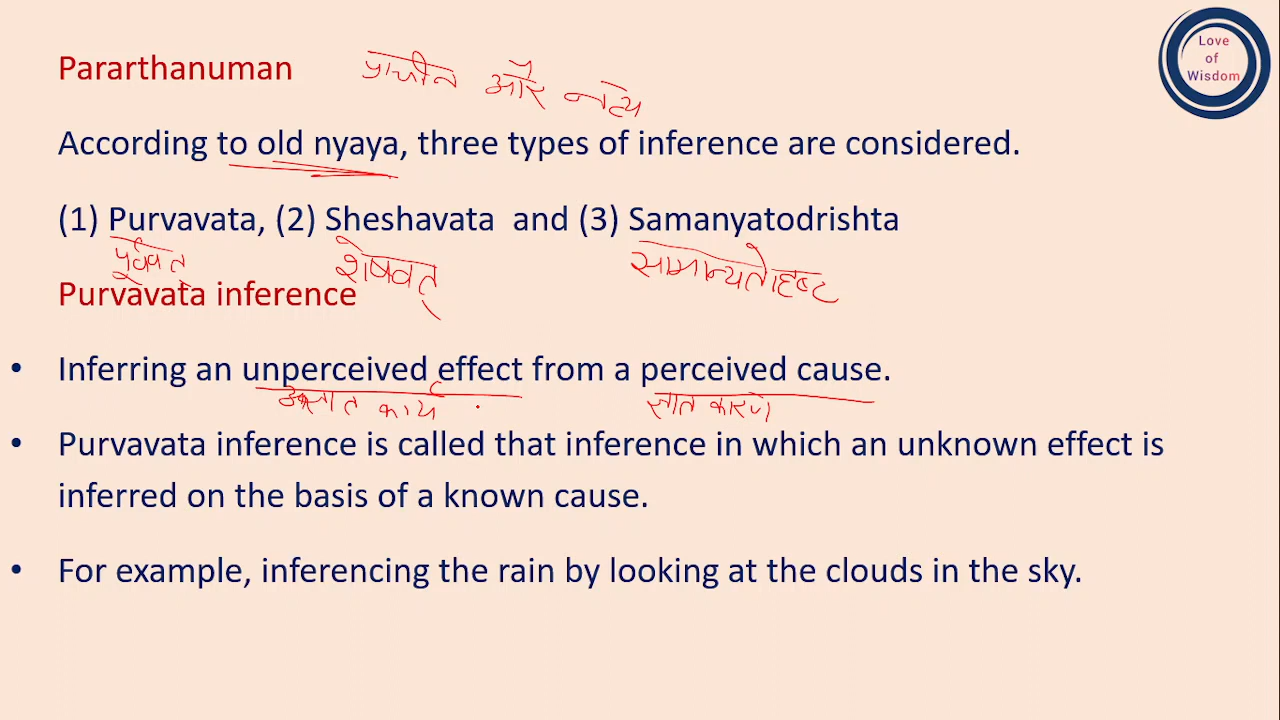 Love
of
Wisdom
Pararthanuman
प्राचीन और नव्य
According to old nyaya, three types of inference are considered.
(1) Purvavata, (2) Sheshavata and (3) Samanyatodrishta
पूर्ववत् शेषवत् सामान्यतोदृष्ट
Purvavata inference
• Inferring an unperceived effect from a perceived cause.
अज्ञात कार्य ज्ञात कारण
• Purvavata inference is called that inference in which an unknown effect is
inferred on the basis of a known cause.
• For example, inferencing the rain by looking at the clouds in the sky.